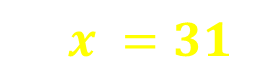 x = 31